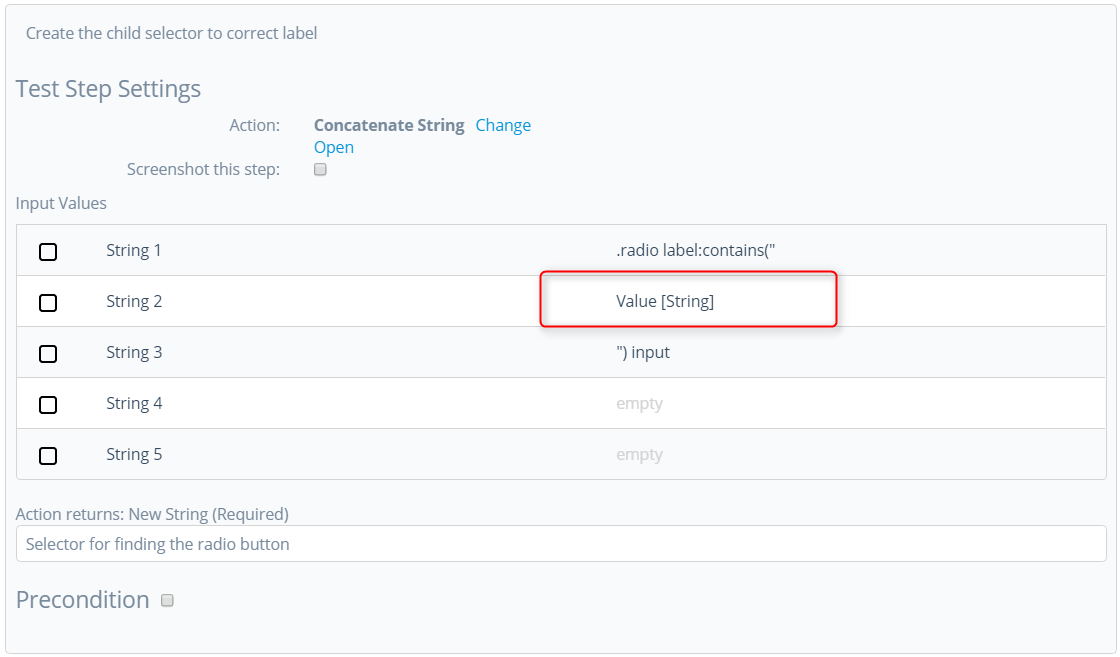 Create the child selector to correct label
Test Step Settings
Action: Concatenate String Change
Open
Screenshot this step:
Input Values
String 1 .radio label:contains("
String 2 Value [String]
String 3 ") input
String 4 empty
String 5 empty
Action returns: New String (Required)
Selector for finding the radio button
Precondition